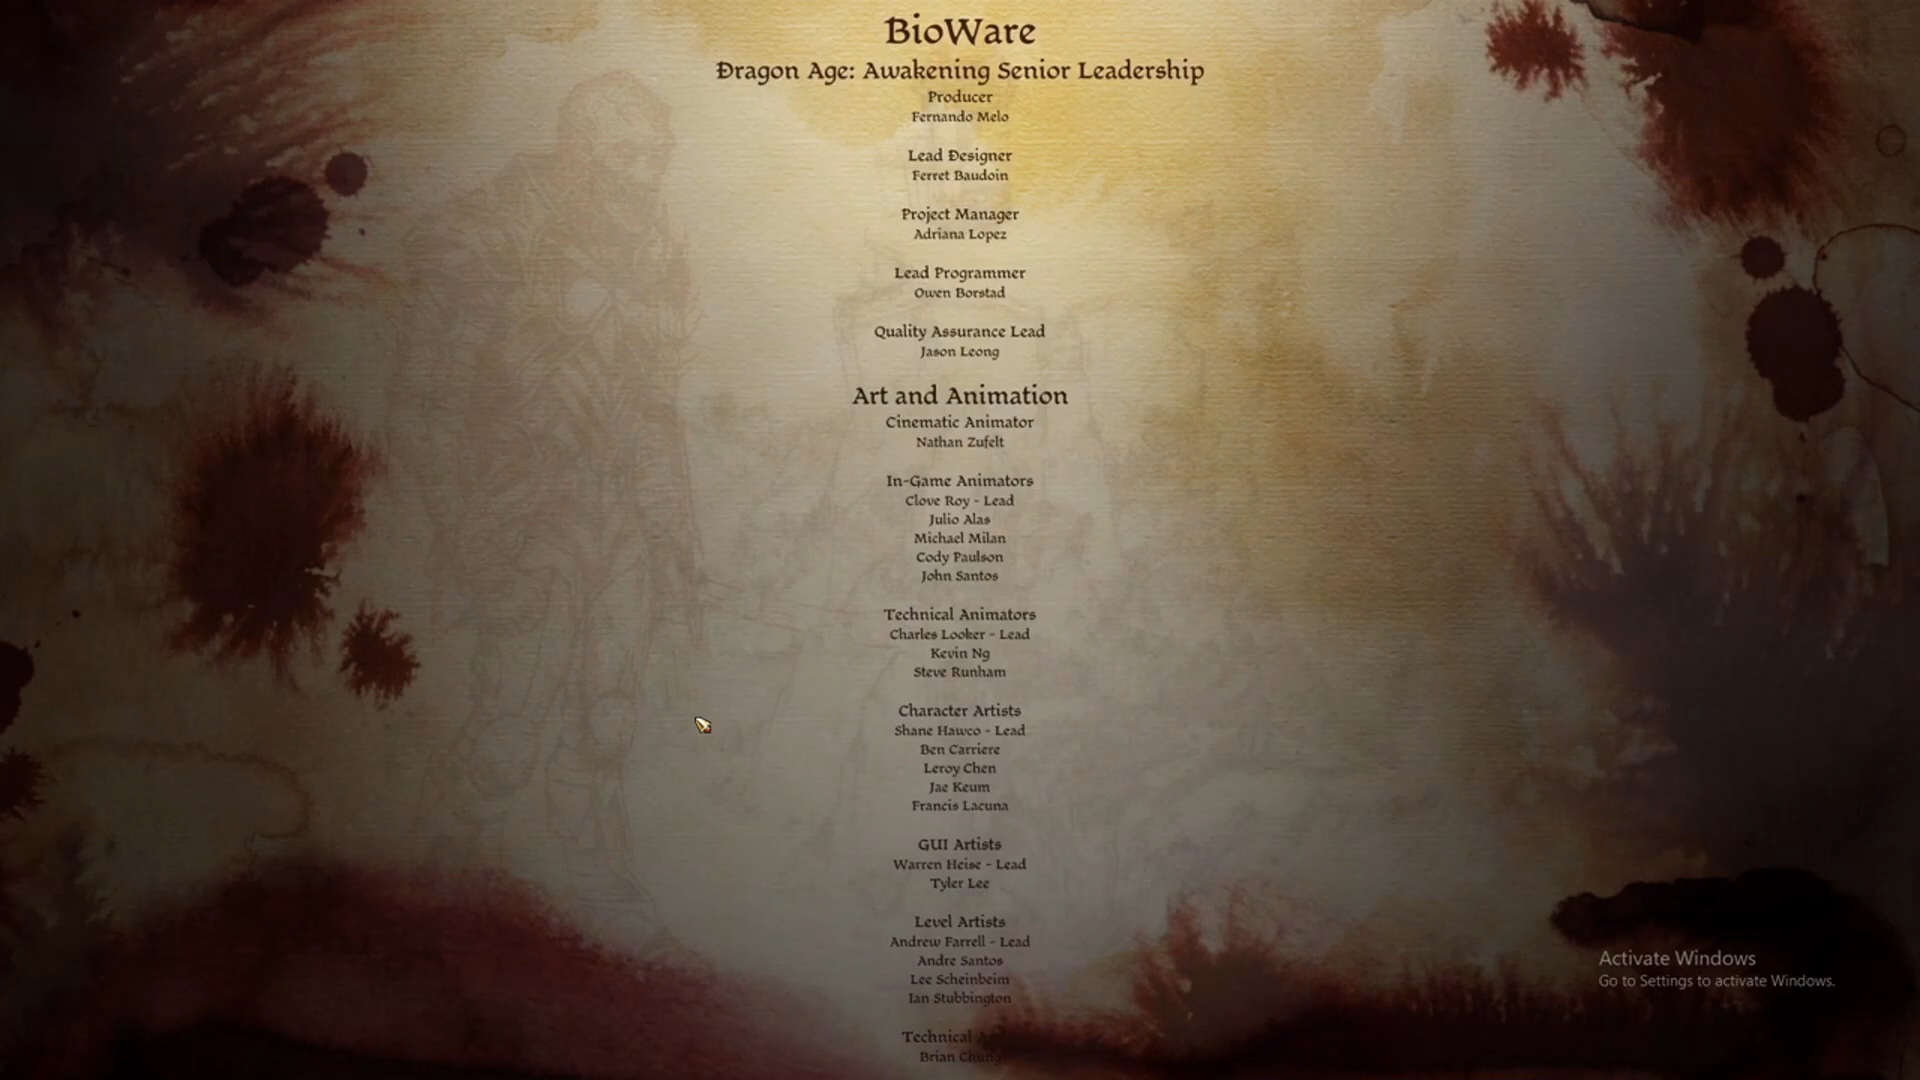 BioWare
Dragon Age: Awakening Senior Leadership
Producer
Fernando Melo
Lead Designer
Ferret Baudoin
Project Manager
Adriana Lopez
Lead Programmer
Owen Borstad
Quality Assurance Lead
Jason Leong
Art and Animation
Cinematic Animator
Nathan Zufelt
In-Game Animators
Clove Roy - Lead
Julio Alas
Michael Milan
Cody Paulson
John Santos
Technical Animators
Charles Looker - Lead
Kevin Ng
Steve Runham
Character Artists
Shane Hawco - Lead
Ben Carriere
Leroy Chen
Jae Keum
Francis Lacuna
GUI Artists
Warren Heise - Lead
Tyler Lee
Level Artists
Andrew Farrell - Lead
Andre Santos
Lee Scheinbeim
Ian Stubbington
Technical
Brian Chung
Activate Windows
Go to Settings to activate Windows.